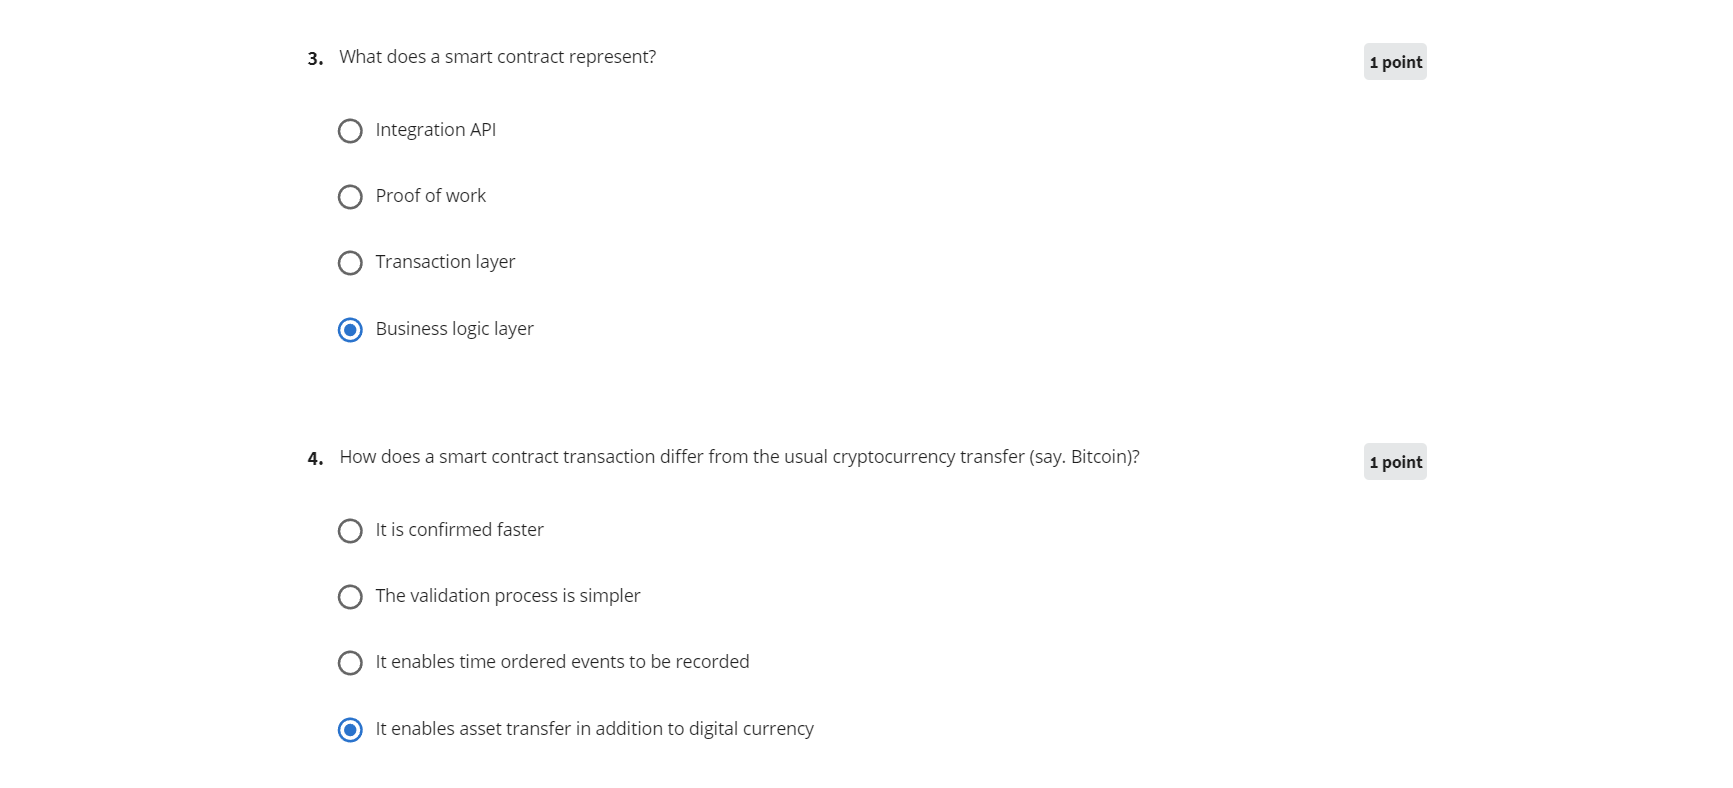 3. What does a smart contract represent?
1 point
Integration API
Proof of work
Transaction layer
Business logic layer
4. How does a smart contract transaction differ from the usual cryptocurrency transfer (say. Bitcoin)?
1 point
It is confirmed faster
The validation process is simpler
It enables time ordered events to be recorded
It enables asset transfer in addition to digital currency